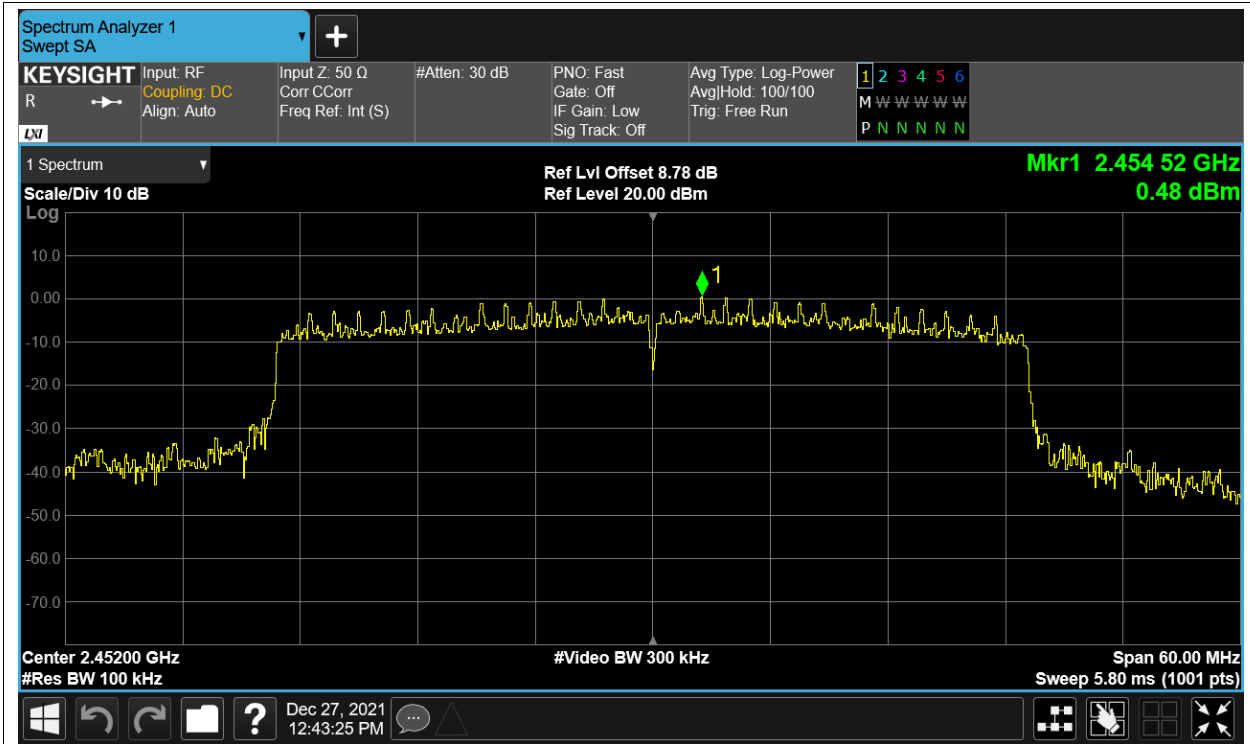 Spectrum Analyzer 1
Swept SA
+
KEYSIGHT
R
LXI
Input: RF
Coupling: DC
Align: Auto
Input Z: 50 Ω
Corr CCorr
Freq Ref: Int (S)
#Atten: 30 dB
PNO: Fast
Gate: Off
IF Gain: Low
Sig Track: Off
Avg Type: Log-Power
Avg|Hold: 100/100
Trig: Free Run
1 2 3 4 5 6
M W W W W W
P N N N N N
1 Spectrum
Scale/Div 10 dB
Log
Ref Lvl Offset 8.78 dB
Ref Level 20.00 dBm
Mkr1 2.454 52 GHz
0.48 dBm
10.0
0.00
-10.0
-20.0
-30.0
-40.0
-50.0
-60.0
-70.0
1
Center 2.45200 GHz
#Res BW 100 kHz
#Video BW 300 kHz
Span 60.00 MHz
Sweep 5.80 ms (1001 pts)
?
Dec 27, 2021
12:43:25 PM